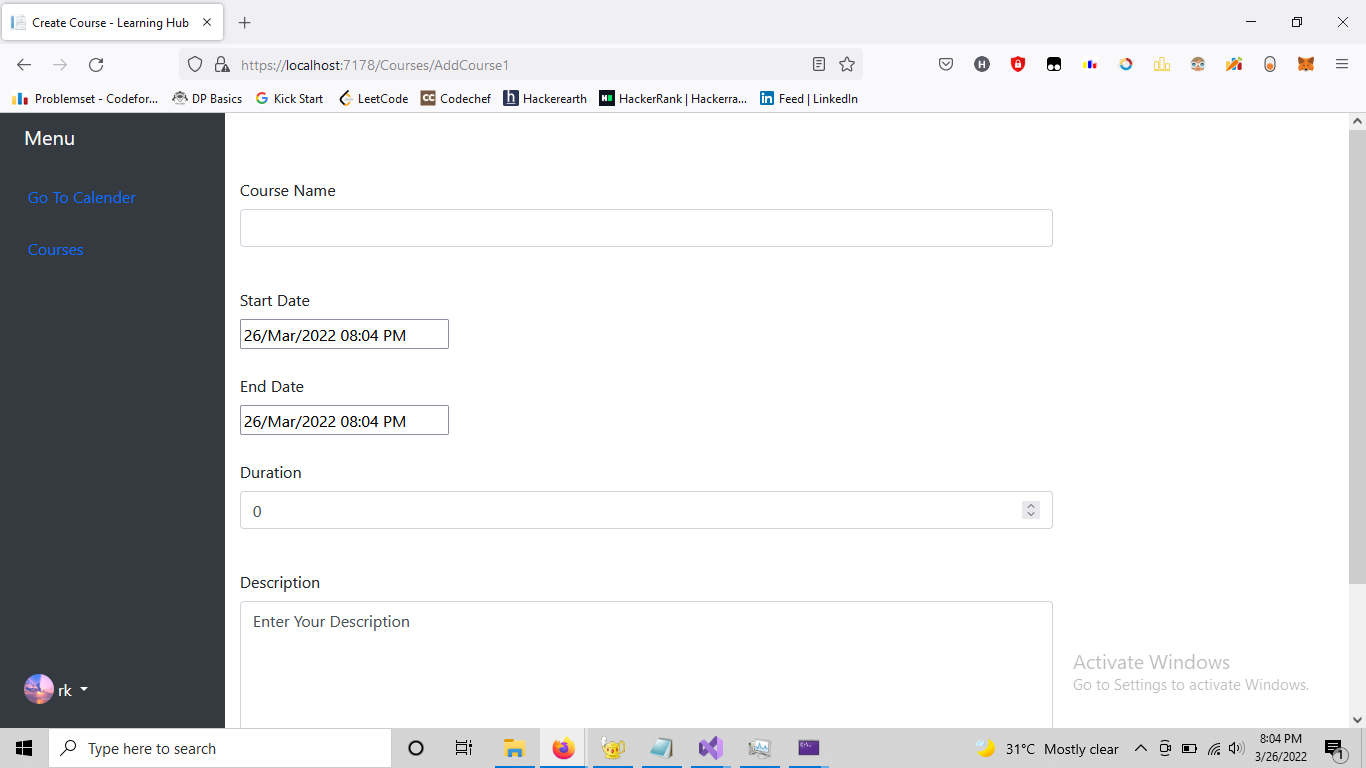 Create Course - Learning Hub
https://localhost:7178/Courses/AddCourse1
Problemset - Codefor...
DP Basics
Kick Start
LeetCode
CC Codechef
h Hackerearth
HackerRank | Hackerra...
in Feed | LinkedIn
Menu
Go To Calender
Courses
rk
Course Name
Start Date
26/Mar/2022 08:04 PM
End Date
26/Mar/2022 08:04 PM
Duration
0
Description
Enter Your Description
Activate Windows
Go to Settings to activate Windows.
Type here to search
31°C Mostly clear
8:04 PM
3/26/2022
1